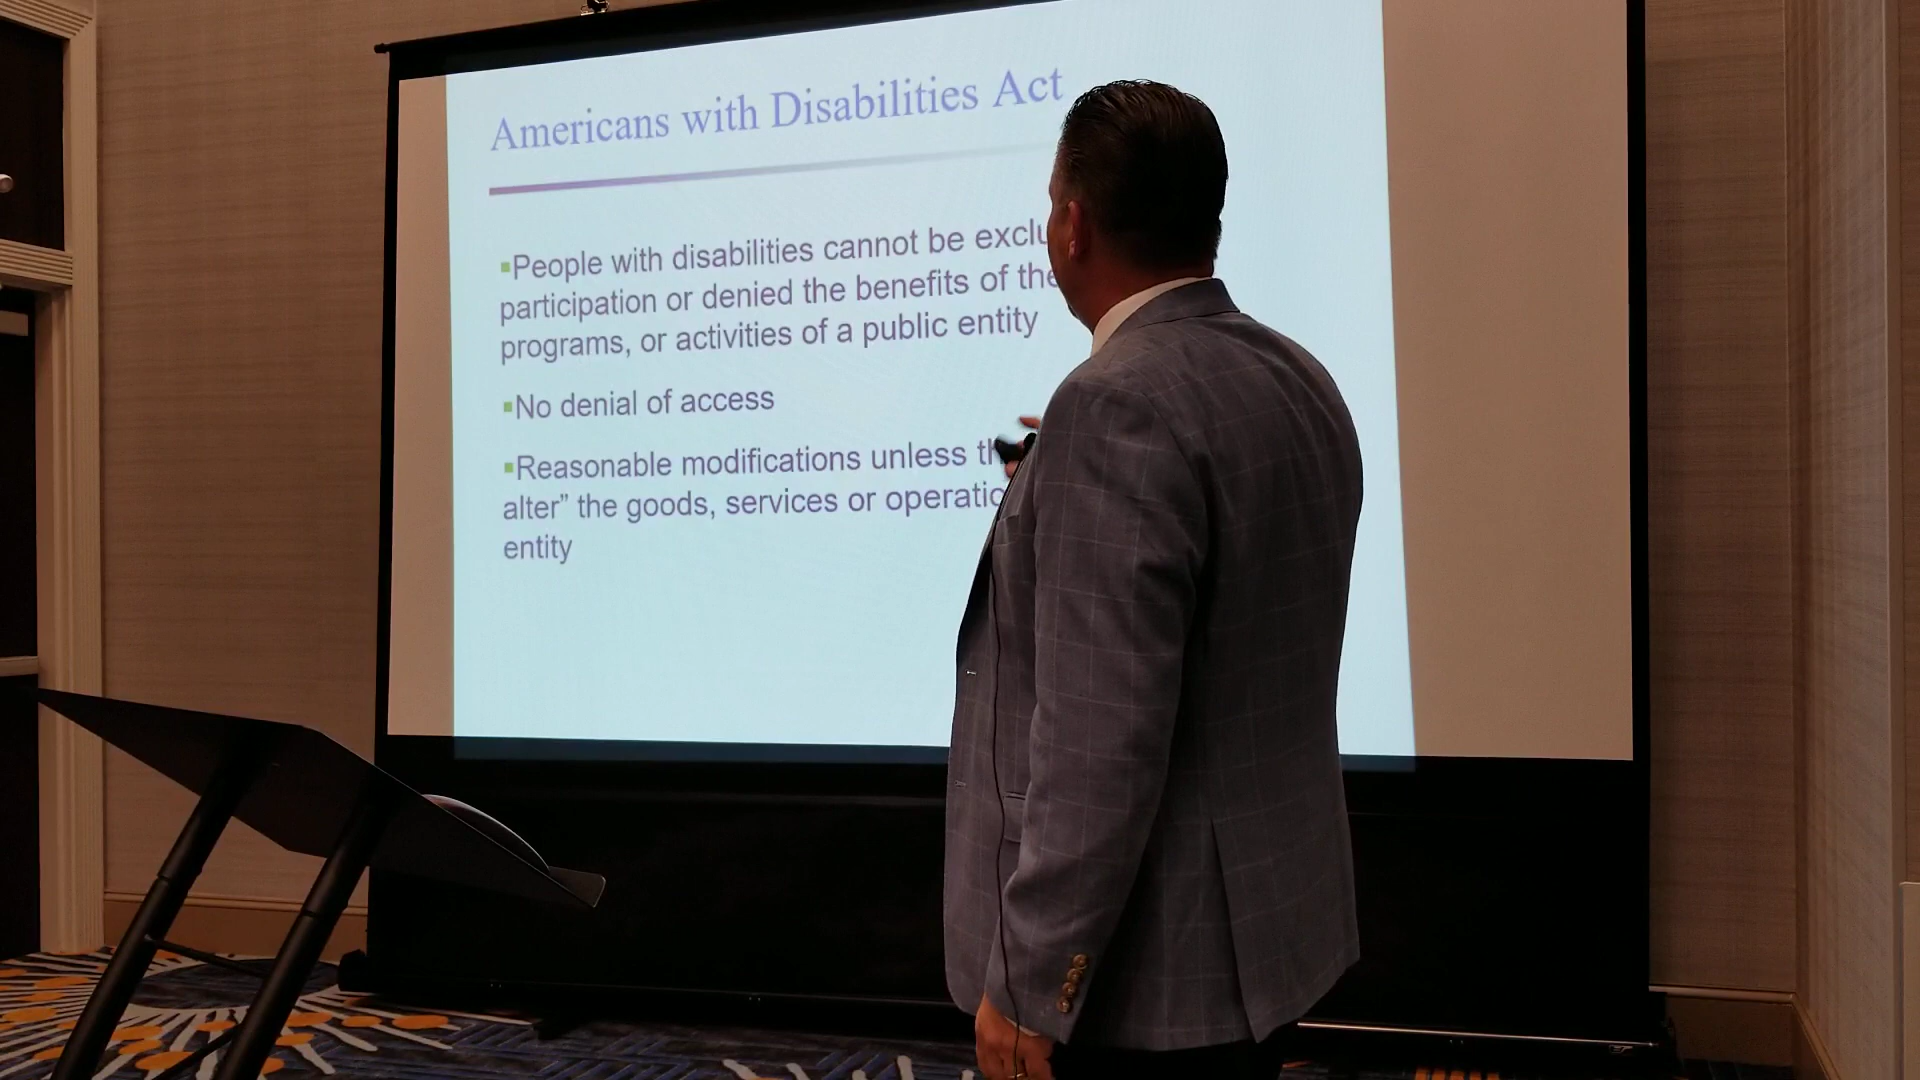 Americans with Disabilities Act
▪People with disabilities cannot be
participation or denied the benefits of
programs, or activities of a public entity
▪No denial of access
▪Reasonable modifications unless
alter” the goods, services or
entity